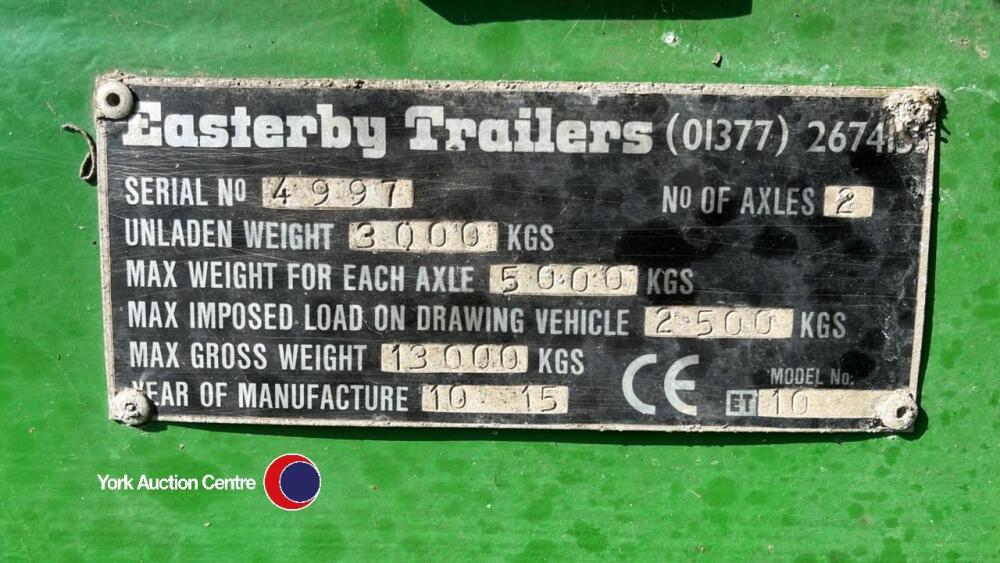 Easterby Trailers (01377)
SERIAL No 4997 No OF AXLES 2
UNLADEN WEIGHT 3000 KGS
MAX WEIGHT FOR EACH AXLE 5000 KGS
MAX IMPOSED LOAD ON DRAWING VEHICLE 2500 KGS
MAX GROSS WEIGHT 13000 KGS
MODEL No.
YEAR OF MANUFACTURE 10 15 CE ET 10
York Auction Centre